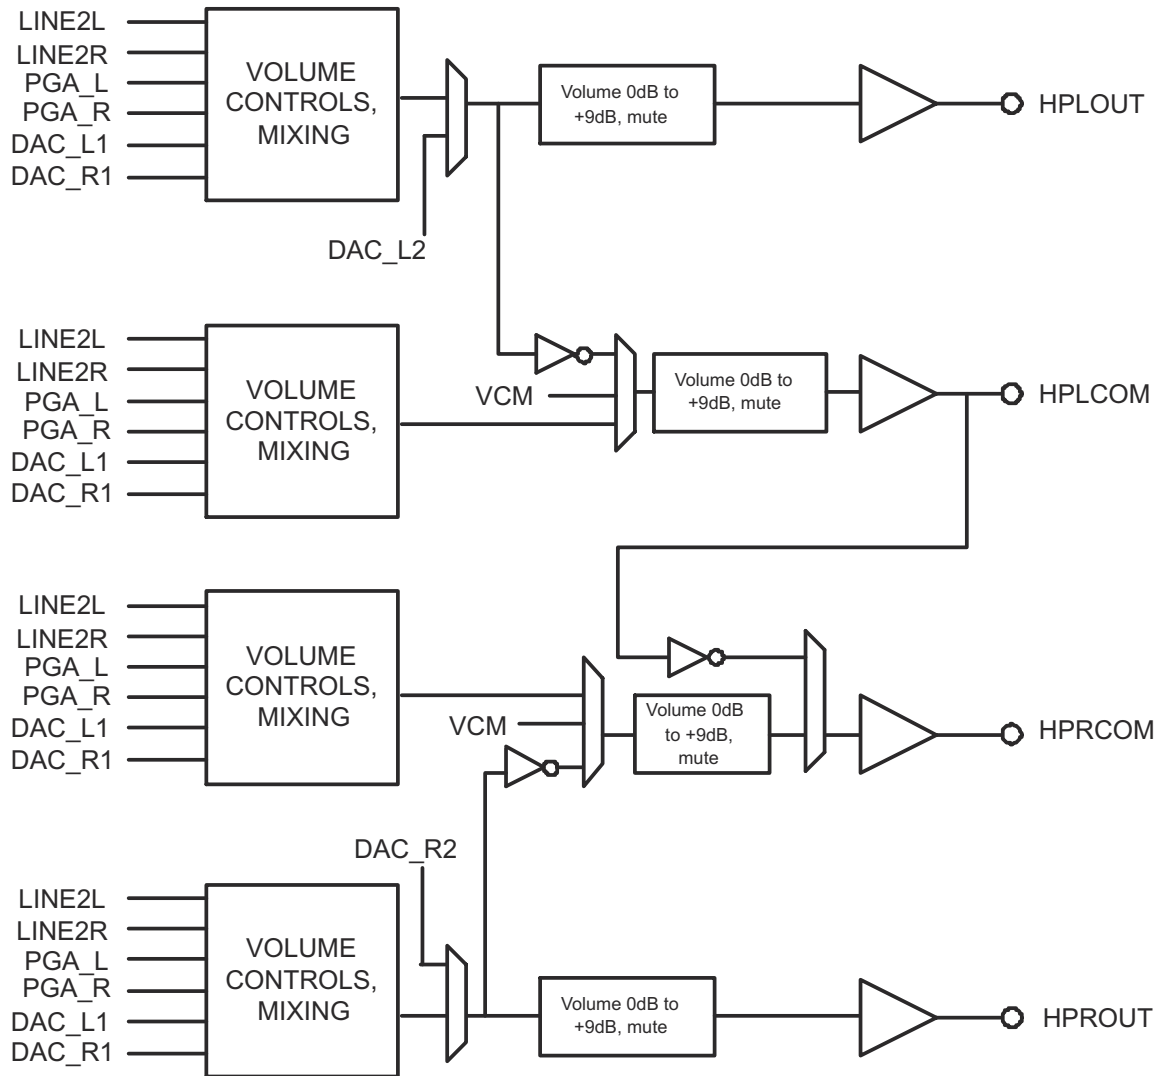 LINE2L
LINE2R
PGA_L
PGA_R
DAC_L1
DAC_R1
VOLUME
CONTROLS,
MIXING
DAC_L2
Volume 0dB to
+9dB, mute
HPLOUT
LINE2L
LINE2R
PGA_L
PGA_R
DAC_L1
DAC_R1
VOLUME
CONTROLS,
MIXING
VCM
Volume 0dB to
+9dB, mute
HPLCOM
LINE2L
LINE2R
PGA_L
PGA_R
DAC_L1
DAC_R1
VOLUME
CONTROLS,
MIXING
VCM
Volume 0dB
to +9dB,
mute
HPRCOM
DAC_R2
LINE2L
LINE2R
PGA_L
PGA_R
DAC_L1
DAC_R1
VOLUME
CONTROLS,
MIXING
Volume 0dB to
+9dB, mute
HPROUT